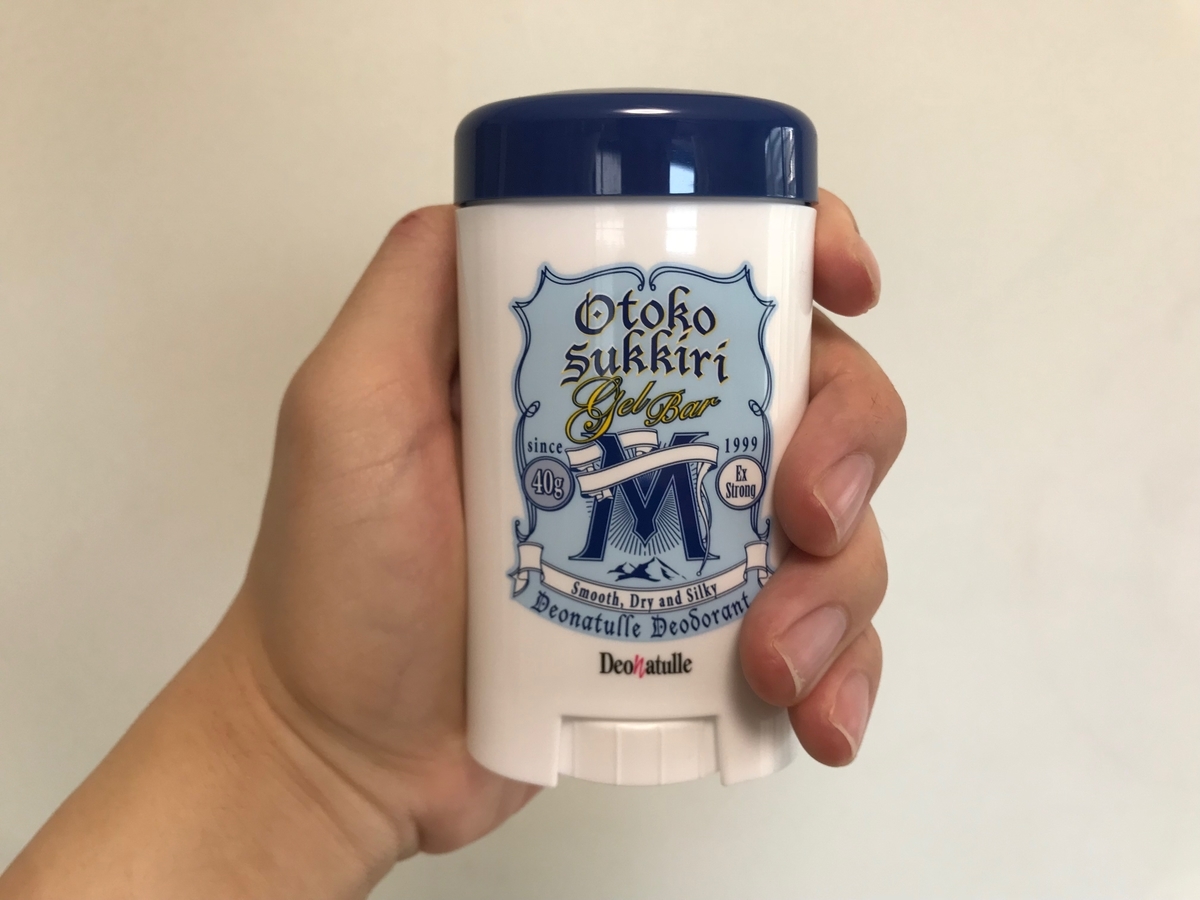 Otoko
Sukkiri
Gel Bar
since 1999
40g
Ex
Strong
M
Smooth, Dry and Silky
Deonatulle Deodorant
Deonatulle